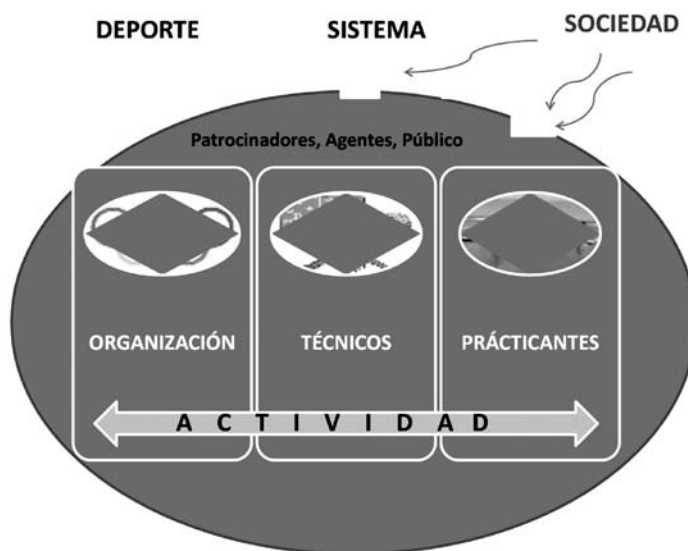 DEPORTE SISTEMA SOCIEDAD
Patrocinadores, Agentes, Público
ORGANIZACIÓN TÉCNICOS PRÁCTICANTES
A C T I V I D A D